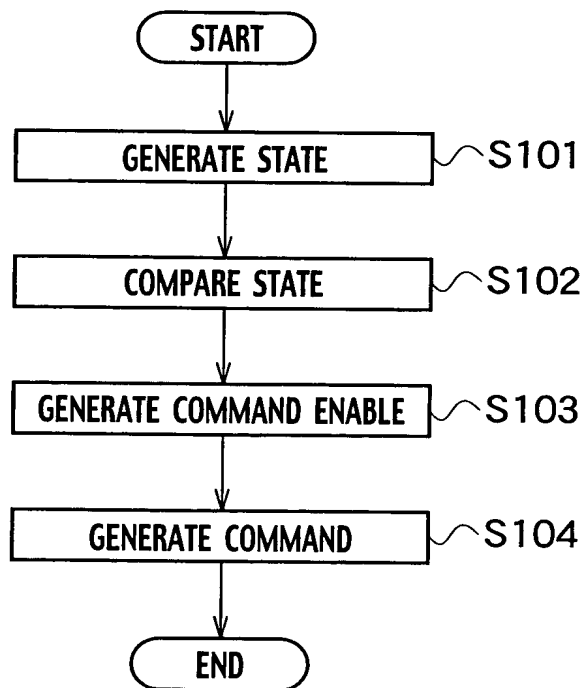 START
GENERATE STATE S101
COMPARE STATE S102
GENERATE COMMAND ENABLE S103
GENERATE COMMAND S104
END